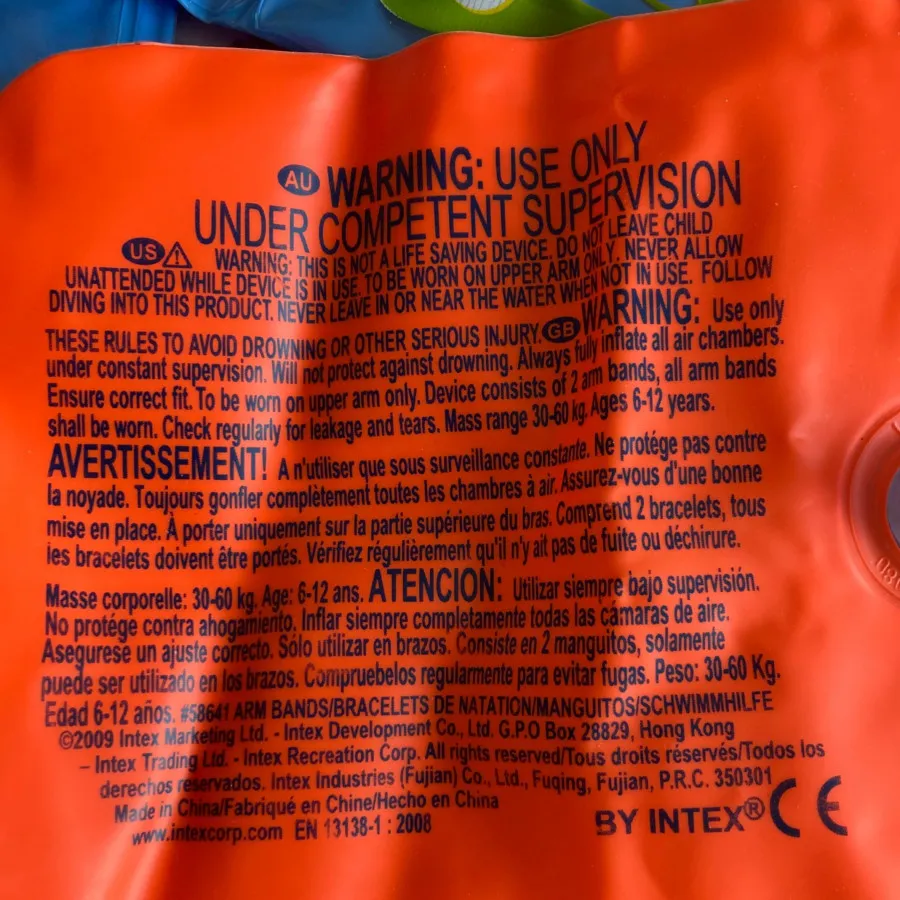 AU WARNING: USE ONLY
UNDER COMPETENT SUPERVISION
US WARNING: THIS IS NOT A LIFE SAVING DEVICE. DO NOT LEAVE CHILD
UNATTENDED WHILE DEVICE IS IN USE. TO BE WORN ON UPPER ARM ONLY. NEVER ALLOW
DIVING INTO THIS PRODUCT. NEVER LEAVE IN OR NEAR THE WATER WHEN NOT IN USE. FOLLOW
THESE RULES TO AVOID DROWNING OR OTHER SERIOUS INJURY. GB WARNING: Use only
under constant supervision. Will not protect against drowning. Always fully inflate all air chambers.
Ensure correct fit. To be worn on upper arm only. Device consists of 2 arm bands, all arm bands
shall be worn. Check regularly for leakage and tears. Mass range 30-60 kg. Ages 6-12 years.
AVERTISSEMENT! A n'utiliser que sous surveillance constante. Ne protége pas contre
la noyade. Toujours gonfler complètement toutes les chambres à air. Assurez-vous d'une bonne
mise en place. À porter uniquement sur la partie supérieure du bras. Comprend 2 bracelets, tous
les bracelets doivent être portés. Vérifiez régulièrement qu'il n'y ait pas de fuite ou déchirure.
Masse corporelle: 30-60 kg. Age: 6-12 ans. ATENCION: Utilizar siempre bajo supervisión.
No protége contra ahogamiento. Inflar siempre completamente todas las cámaras de aire.
Asegurese un ajuste correcto. Sólo utilizar en brazos. Consiste en 2 manguitos, solamente
puede ser utilizado en los brazos. Compruebelos regularmente para evitar fugas. Peso: 30-60 Kg.
Edad 6-12 años. #58641 ARM BANDS/BRACELETS DE NATATION/MANGUITOS/SCHWIMMHILFE
©2009 Intex Marketing Ltd. - Intex Development Co., Ltd. G.P.O Box 28829, Hong Kong
– Intex Trading Ltd. - Intex Recreation Corp. All rights reserved/Tous droits réservés/Todos los
derechos reservados. Intex Industries (Fujian) Co., Ltd., Fuqing, Fujian, P.R.C. 350301
Made in China/Fabriqué en Chine/Hecho en China
www.intexcorp.com EN 13138-1 : 2008
BY INTEX® CE